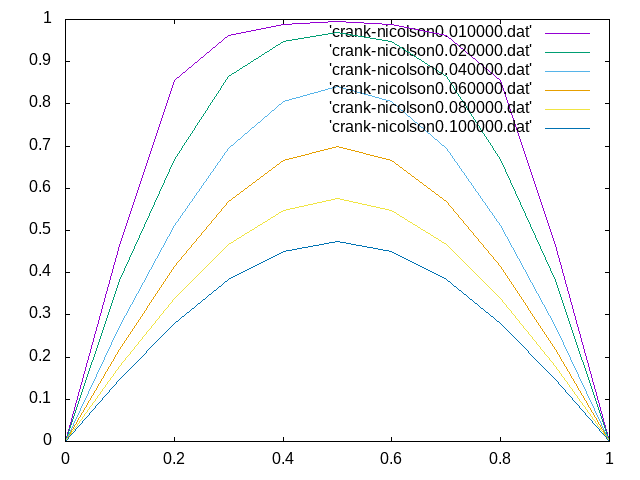 1
'crank-nicolson0.010000.dat'
'crank-nicolson0.020000.dat'
0.9
'crank-nicolson0.040000.dat'
'crank-nicolson0.060000.dat'
0.8
'crank-nicolson0.080000.dat'
'crank-nicolson0.100000.dat'
0.7
0.6
0.5
0.4
0.3
0.2
0.1
0
0 0.2 0.4 0.6 0.8 1